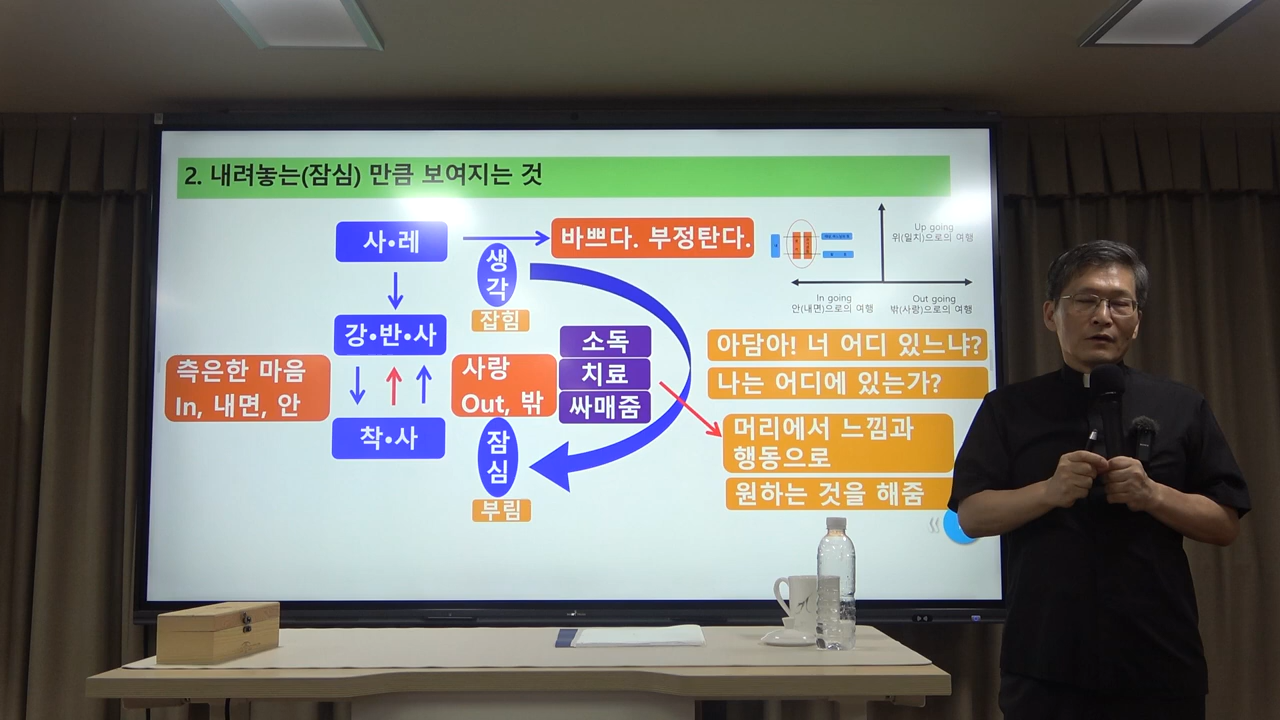 2. 내려놓는(잠심) 만큼 보여지는 것
사•레
바쁘다. 부정탄다.
생
각
잡힘
Up going
위(일치)으로의 여행
In going
안(내면)으로의 여행
Out going
밖(사랑)으로의 여행
강•반•사
측은한 마음
In, 내면, 안
사랑
Out, 밖
소독
치료
싸매줌
아담아! 너 어디 있느냐?
나는 어디에 있는가?
착•사
잠
심
부림
머리에서 느낌과
행동으로
원하는 것을 해줌